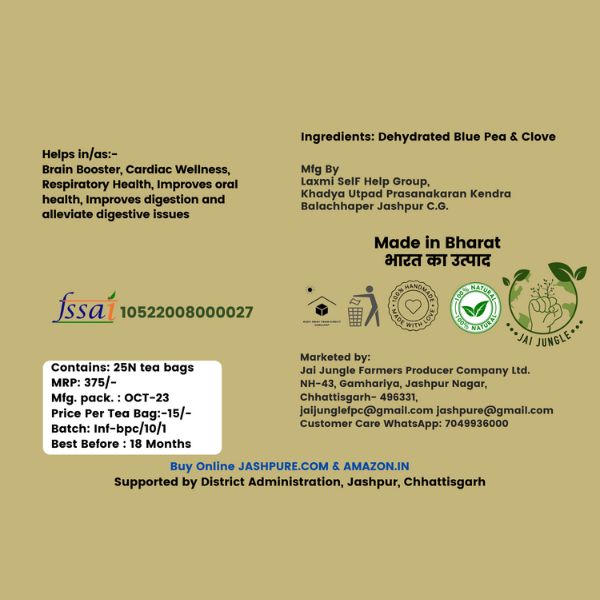 Helps in/as:-
Brain Booster, Cardiac Wellness,
Respiratory Health, Improves oral
health, Improves digestion and
alleviate digestive issues
Ingredients: Dehydrated Blue Pea & Clove
Mfg By
Laxmi SelF Help Group,
Khadya Utpad Prasanakaran Kendra
Balachhaper Jashpur C.G.
Made in Bharat
भारत का उत्पाद
fssai 10522008000027
100% HANDMADE
MADE WITH LOVE
100% NATURAL
100% NATURAL
JAI JUNGLE
Contains: 25N tea bags
MRP: 375/-
Mfg. pack. : OCT-23
Price Per Tea Bag:-15/-
Batch: Inf-bpc/10/1
Best Before : 18 Months
Marketed by:
Jai Jungle Farmers Producer Company Ltd.
NH-43, Gamhariya, Jashpur Nagar,
Chhattisgarh- 496331,
jaijunglefpc@gmail.com jashpure@gmail.com
Customer Care WhatsApp: 7049936000
Buy Online JASHPURE.COM & AMAZON.IN
Supported by District Administration, Jashpur, Chhattisgarh